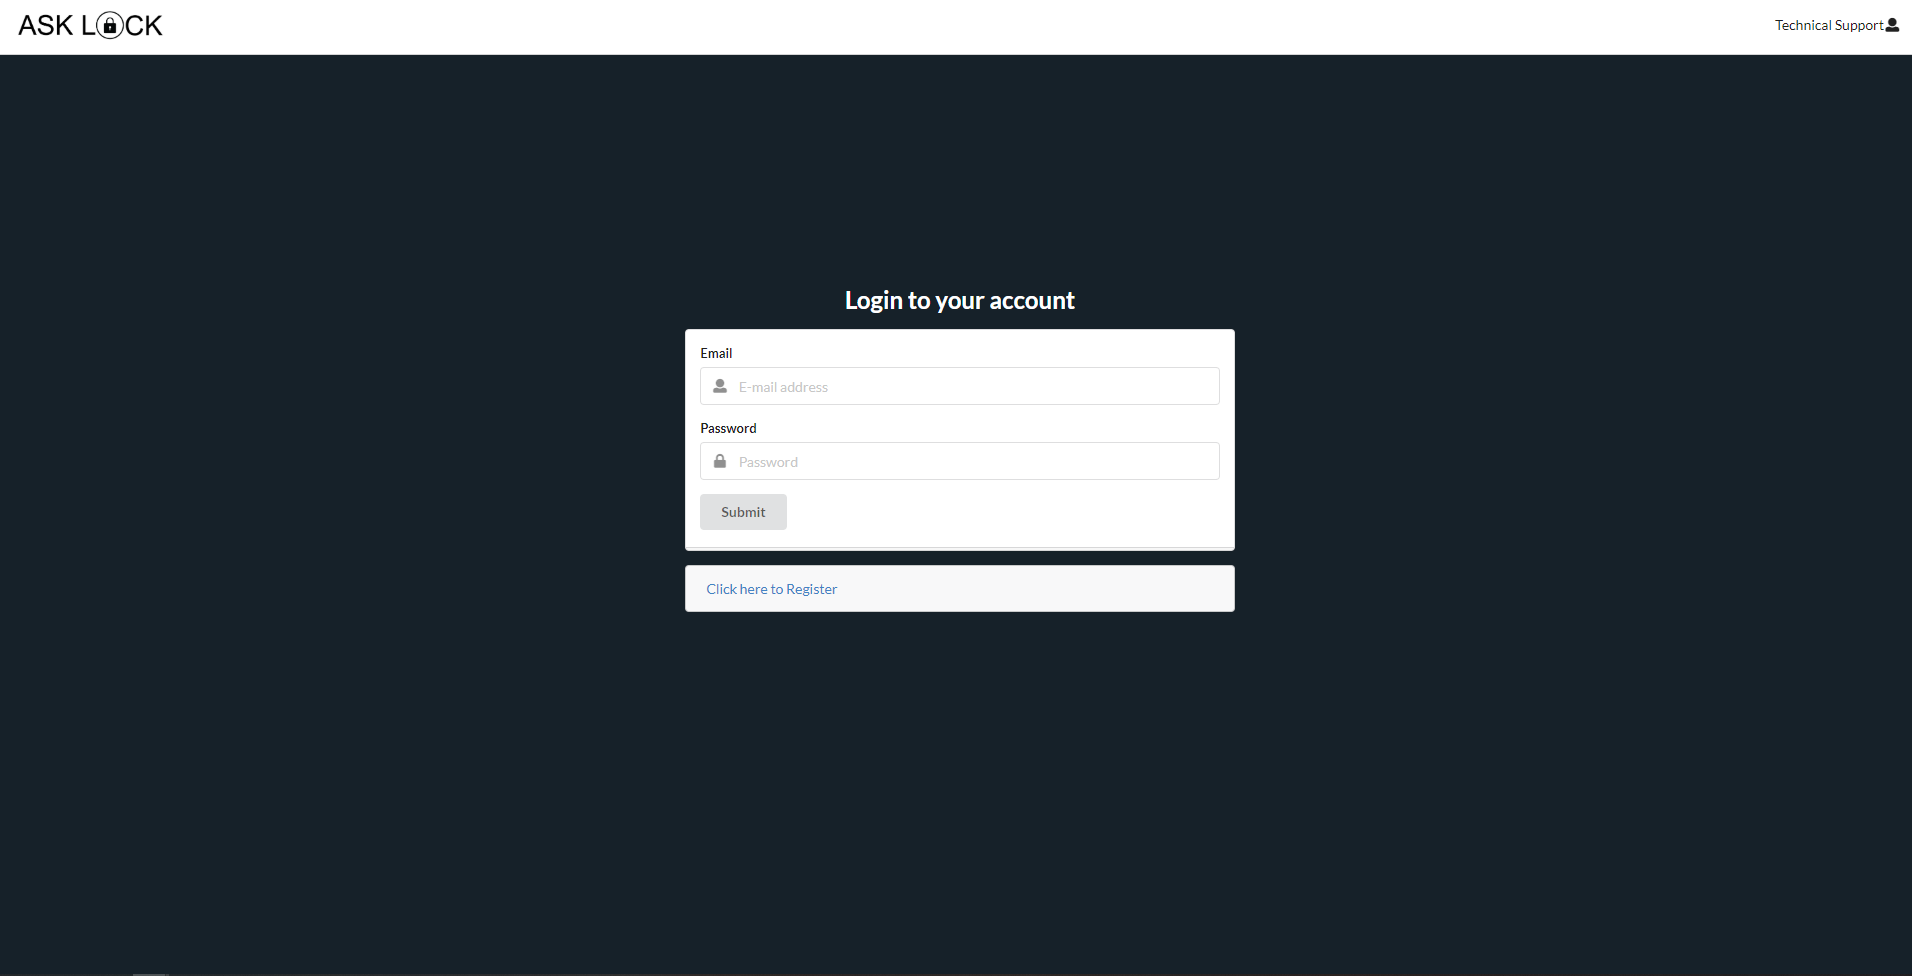 ASK LOCK
Technical Support
Login to your account
Email
E-mail address
Password
Password
Submit
Click here to Register